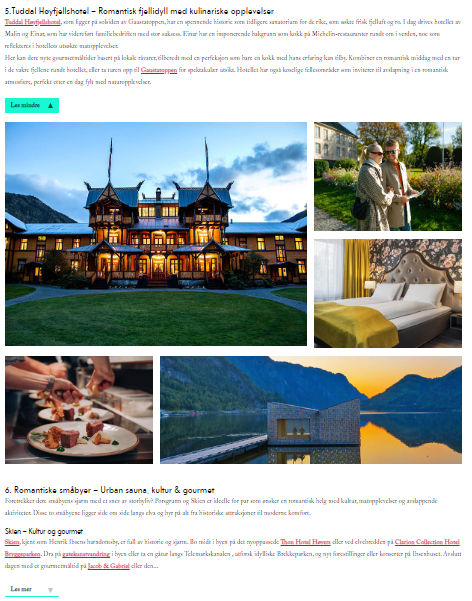 5.Tuddal Høyfjellshotel – Romantisk fjellidyll med kulinariske opplevelser
Tuddal Høyfjellshotel, som ligger på solsiden av Gaustatoppen, har en spennende historie som tidligere sanatorium for de rike, som søkte frisk fjelluft og ro. I dag drives hotellet av
Malin og Einar, som har videreført familiebedriften med stor suksess. Einar har en imponerende bakgrunn som kokk på Michelin-restauranter rundt om i verden, noe som
reflekteres i hotellets utsøkte matopplevelser.
Her kan dere nyte gourmetmåltider basert på lokale råvarer, tilberedt med en perfeksjon som bare en kokk med hans erfaring kan tilby. Kombiner en romantisk middag med en tur
i de vakre fjellene rundt hotellet, eller ta turen opp til Gaustatoppen for spektakulær utsikt. Hotellet har også koselige fellesområder som inviterer til avslapning i en romantisk
atmosfære, perfekt etter en dag fylt med naturopplevelser.
Les mindre ▲
6. Romantiske småbyer – Urban sauna, kultur & gourmet
Foretrekker dere småbyens sjarm med et snev av storbyliv? Porsgrunn og Skien er ideelle for par som ønsker en romantisk helg med kultur, matopplevelser og avslappende
aktiviteter. Disse to småbyene ligger side om side langs elva og byr på alt fra historiske attraksjoner til moderne komfort.
Skien – Kultur og gourmet
Skien, kjent som Henrik Ibsens barndomsby, er full av historie og sjarm. Bo midt i byen på det nyoppussede Thon Hotel Høyers eller ved elvebredden på Clarion Collection Hotel
Bryggeparken. Dra på gatekunstvandring i byen eller ta en gåtur langs Telemarkskanalen , utforsk idylliske Brekkeparken, og nyt forestillinger eller konserter på Ibsenhuset. Avslutt
dagen med et gourmetmåltid på Jacob & Gabriel eller den...
Les mer ▼